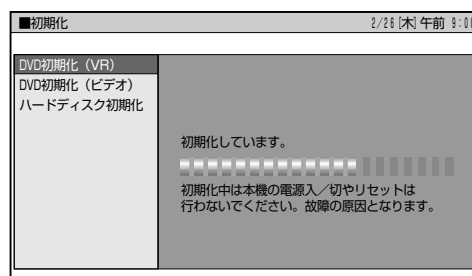 ■初期化
2/26[木]午前 9:0
DVD初期化（VR）
DVD初期化（ビデオ）
ハードディスク初期化
初期化しています。
初期化中は本機の電源入／切やリセットは
行わないでください。故障の原因となります。